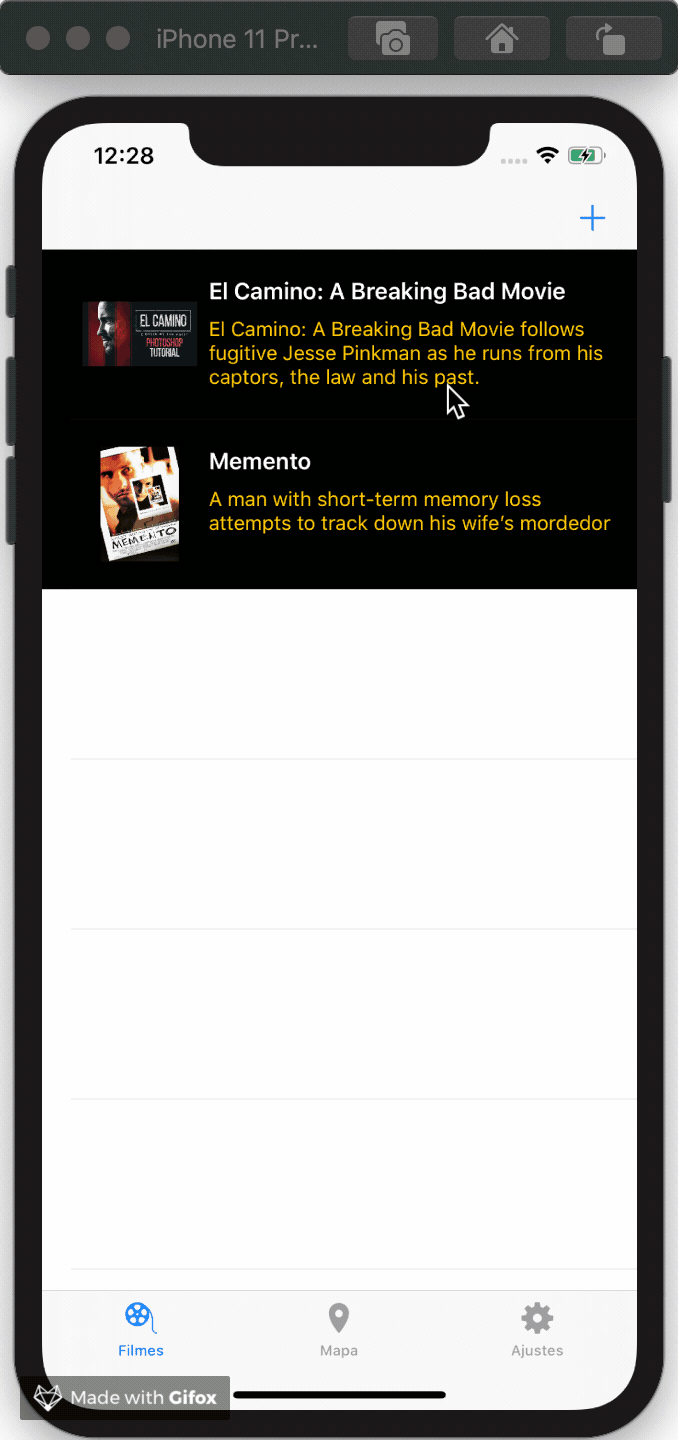 iPhone 11 Pr...
12:28
El Camino: A Breaking Bad Movie
EL CAMINO
PHOTOSHOP
TUTORIAL
El Camino: A Breaking Bad Movie follows
fugitive Jesse Pinkman as he runs from his
captors, the law and his past.
Memento
MEMENTO
A man with short-term memory loss
attempts to track down his wife’s mordedor
Filmes
Mapa
Ajustes
Made with Gifox